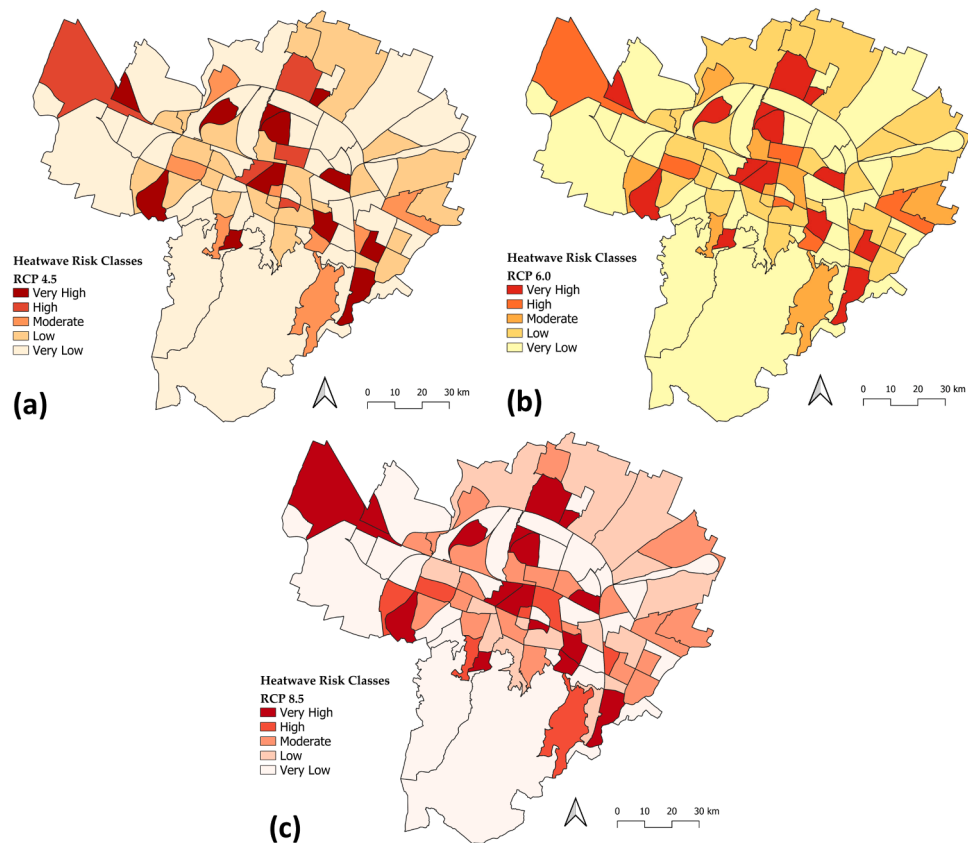 Heatwave Risk Classes
RCP 4.5
Very High
High
Moderate
Low
Very Low
0 10 20 30 km
(a)
Heatwave Risk Classes
RCP 6.0
Very High
High
Moderate
Low
Very Low
0 10 20 30 km
(b)
Heatwave Risk Classes
RCP 8.5
Very High
High
Moderate
Low
Very Low
0 10 20 30 km
(c)